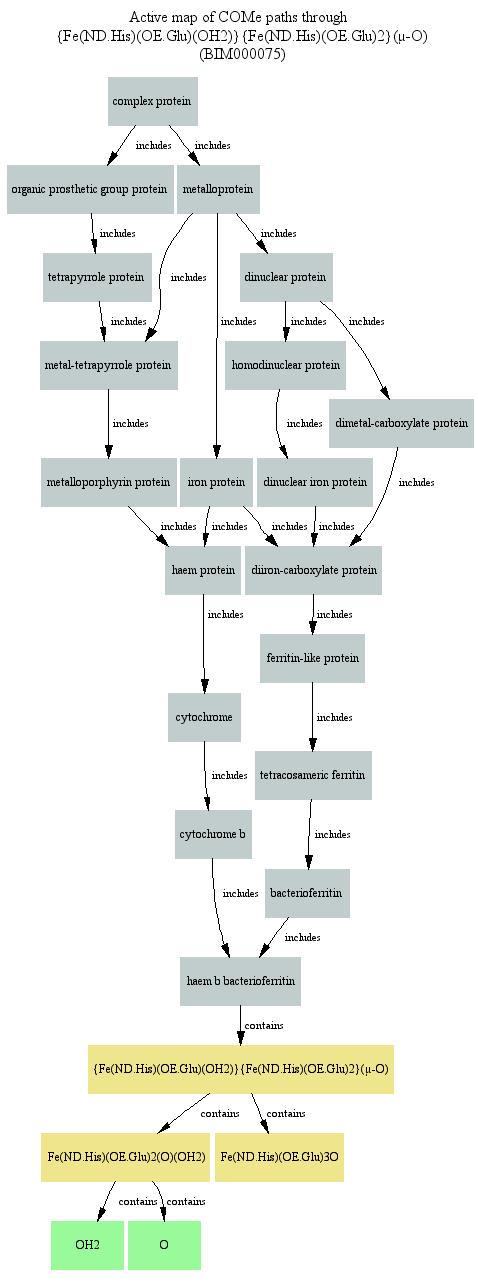 Active map of COMe paths through
{Fe(ND.His)(OE.Glu)(OH2)}{Fe(ND.His)(OE.Glu)2}(μ-O)
(BIM000075)
complex protein
includes
includes
organic prosthetic group protein
metalloprotein
includes
includes
tetrapyrrole protein
includes
dinuclear protein
includes
includes
includes
includes
metal-tetrapyrrole protein
homodinuclear protein
dimetal-carboxylate protein
includes
includes
includes
metalloporphyrin protein
iron protein
dinuclear iron protein
includes
includes
includes
includes
haem protein
diiron-carboxylate protein
includes
includes
ferritin-like protein
cytochrome
includes
includes
tetracosameric ferritin
cytochrome b
includes
includes
bacterioferritin
includes
haem b bacterioferritin
contains
{Fe(ND.His)(OE.Glu)(OH2)}{Fe(ND.His)(OE.Glu)2}(μ-O)
contains
contains
Fe(ND.His)(OE.Glu)2(O)(OH2)
Fe(ND.His)(OE.Glu)3O
contains
contains
OH2
O